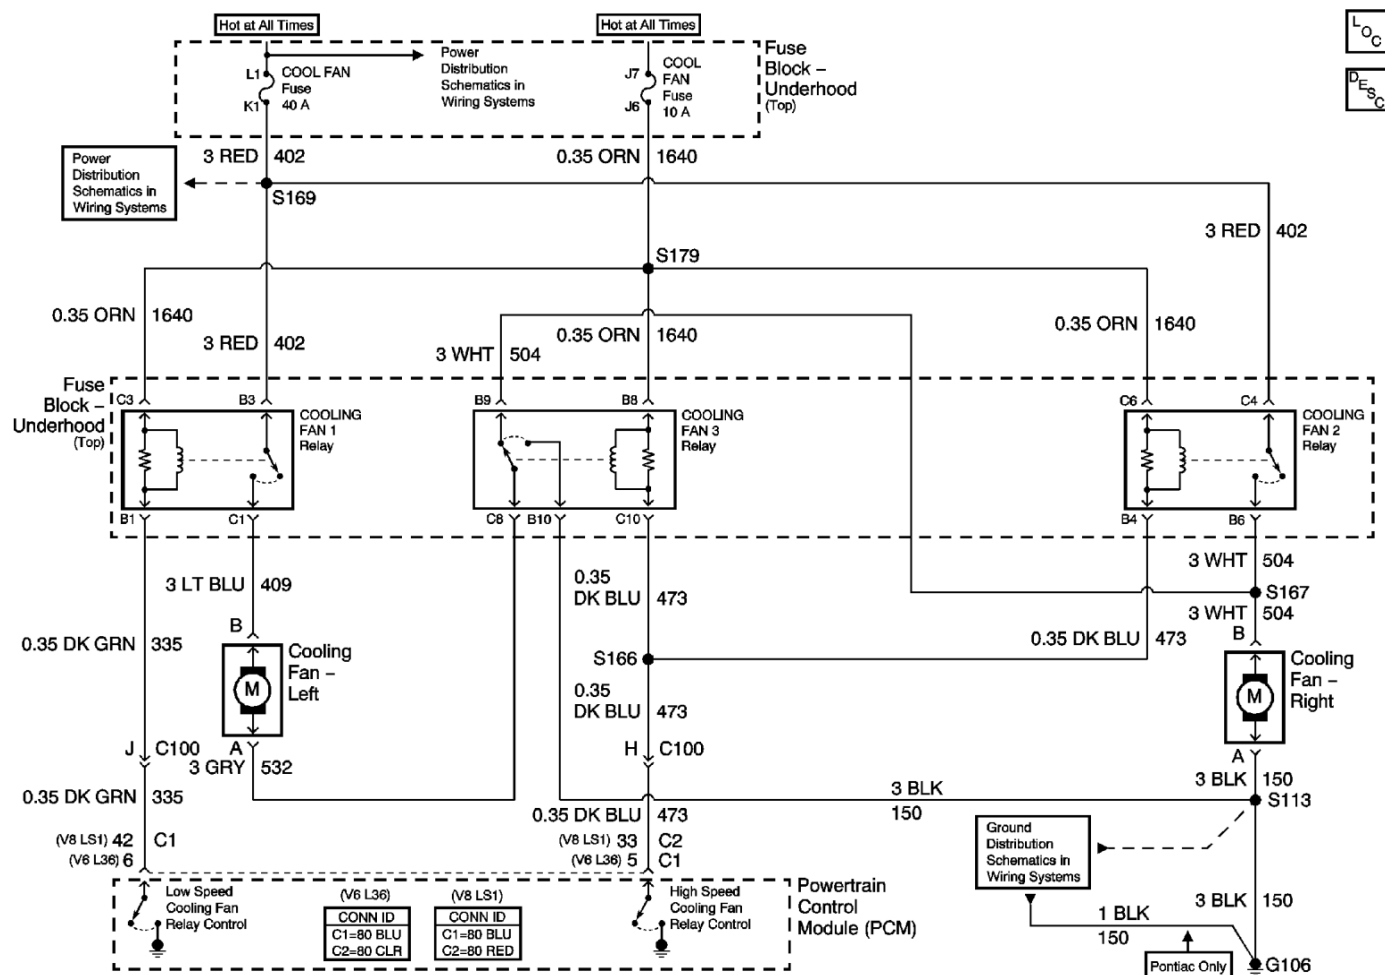 Hot at All Times
Hot at All Times
L
O
C
D
E
S
C
Power
Distribution
Schematics in
Wiring Systems
Fuse
Block –
Underhood
(Top)
L1
COOL FAN
Fuse
40 A
K1
J7
COOL
FAN
Fuse
10 A
J6
3 RED 402
0.35 ORN 1640
Power
Distribution
Schematics in
Wiring Systems
S169
3 RED 402
S179
0.35 ORN 1640
3 RED 402
3 WHT 504
0.35 ORN 1640
0.35 ORN 1640
Fuse
Block –
Underhood
(Top)
C3
B3
B9
B8
C6
C4
COOLING
FAN 1
Relay
COOLING
FAN 3
Relay
COOLING
FAN 2
Relay
B1
C1
C8
B10
C10
B4
B6
3 LT BLU 409
0.35
DK BLU 473
3 WHT 504
S167
3 WHT 504
0.35 DK GRN 335
B
M
Cooling
Fan –
Left
A
S166
0.35 DK BLU 473
0.35
DK BLU 473
B
M
Cooling
Fan –
Right
A
J C100
3 GRY 532
H C100
3 BLK 150
S113
0.35 DK GRN 335
0.35 DK BLU 473
3 BLK
150
(V8 LS1) 42 C1
(V6 L36) 6
(V8 LS1) 33 C2
(V6 L36) 5 C1
Ground
Distribution
Schematics in
Wiring Systems
Low Speed
Cooling Fan
Relay Control
(V6 L36)
CONN ID
C1=80 BLU
C2=80 CLR
(V8 LS1)
CONN ID
C1=80 BLU
C2=80 RED
High Speed
Cooling Fan
Relay Control
Powertrain
Control
Module (PCM)
3 BLK 150
1 BLK
150
Pontiac Only
G106